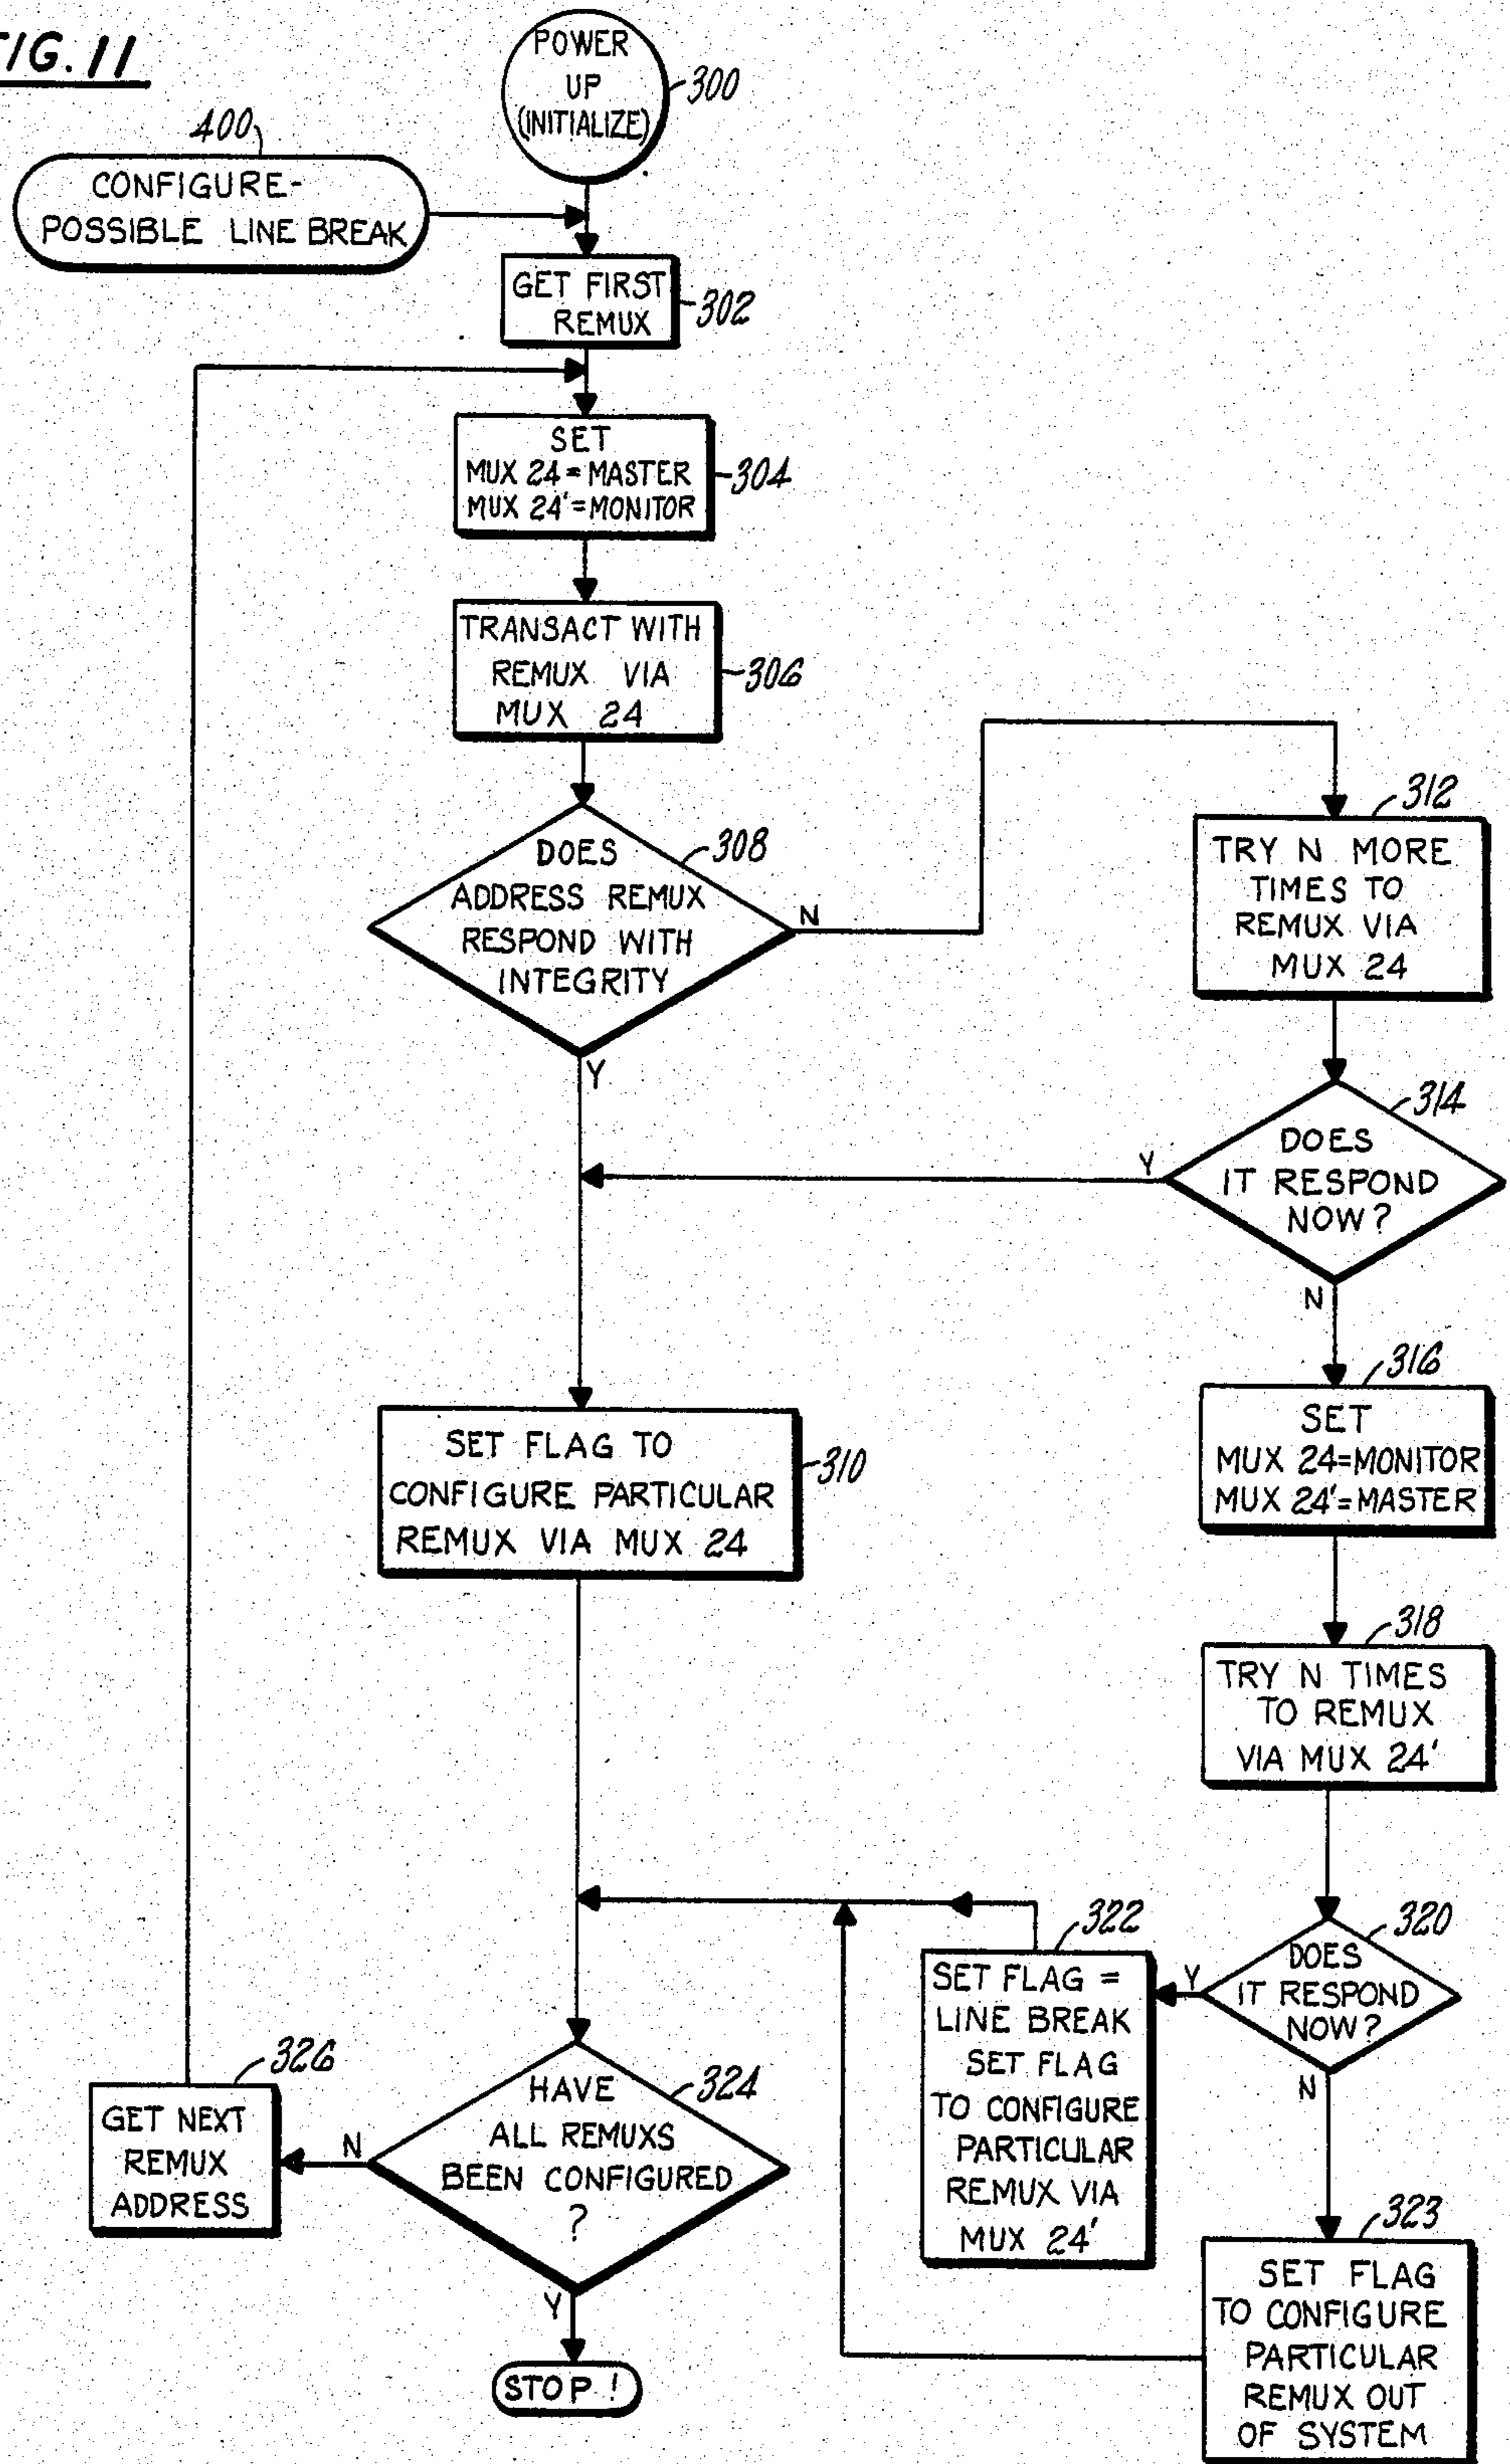 FIG. 11
POWER
UP
(INITIALIZE)
300
400
CONFIGURE-
POSSIBLE LINE BREAK
GET FIRST
REMUX
302
SET
MUX 24 = MASTER
MUX 24' = MONITOR
304
TRANSACT WITH
REMUX VIA
MUX 24
306
DOES
ADDRESS REMUX
RESPOND WITH
INTEGRITY
308
N
Y
312
TRY N MORE
TIMES TO
REMUX VIA
MUX 24
314
DOES
IT RESPOND
NOW?
Y
N
316
SET
MUX 24=MONITOR
MUX 24'=MASTER
SET FLAG TO
CONFIGURE PARTICULAR
REMUX VIA MUX 24
310
318
TRY N TIMES
TO REMUX
VIA MUX 24'
320
DOES
IT RESPOND
NOW?
Y
N
322
SET FLAG =
LINE BREAK
SET FLAG
TO CONFIGURE
PARTICULAR
REMUX VIA
MUX 24'
323
SET FLAG
TO CONFIGURE
PARTICULAR
REMUX OUT
OF SYSTEM
324
HAVE
ALL REMUXS
BEEN CONFIGURED
?
N
Y
326
GET NEXT
REMUX
ADDRESS
STOP !